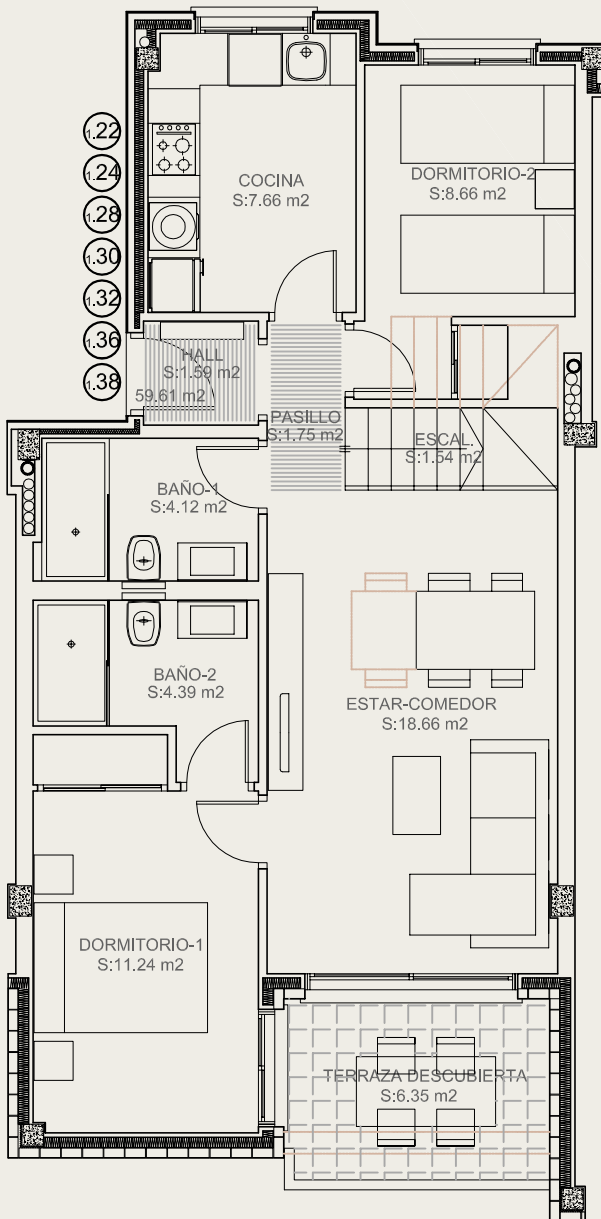 1.22
1.24
1.28
1.30
1.32
1.36
1.38
COCINA
S:7.66 m2
DORMITORIO-2
S:8.66 m2
HALL
S:1.59 m2
59.61 m2
PASILLO
S:1.75 m2
ESCAL.
S:1.54 m2
BAÑO-1
S:4.12 m2
BAÑO-2
S:4.39 m2
ESTAR-COMEDOR
S:18.66 m2
DORMITORIO-1
S:11.24 m2
TERRAZA DESCUBIERTA
S:6.35 m2